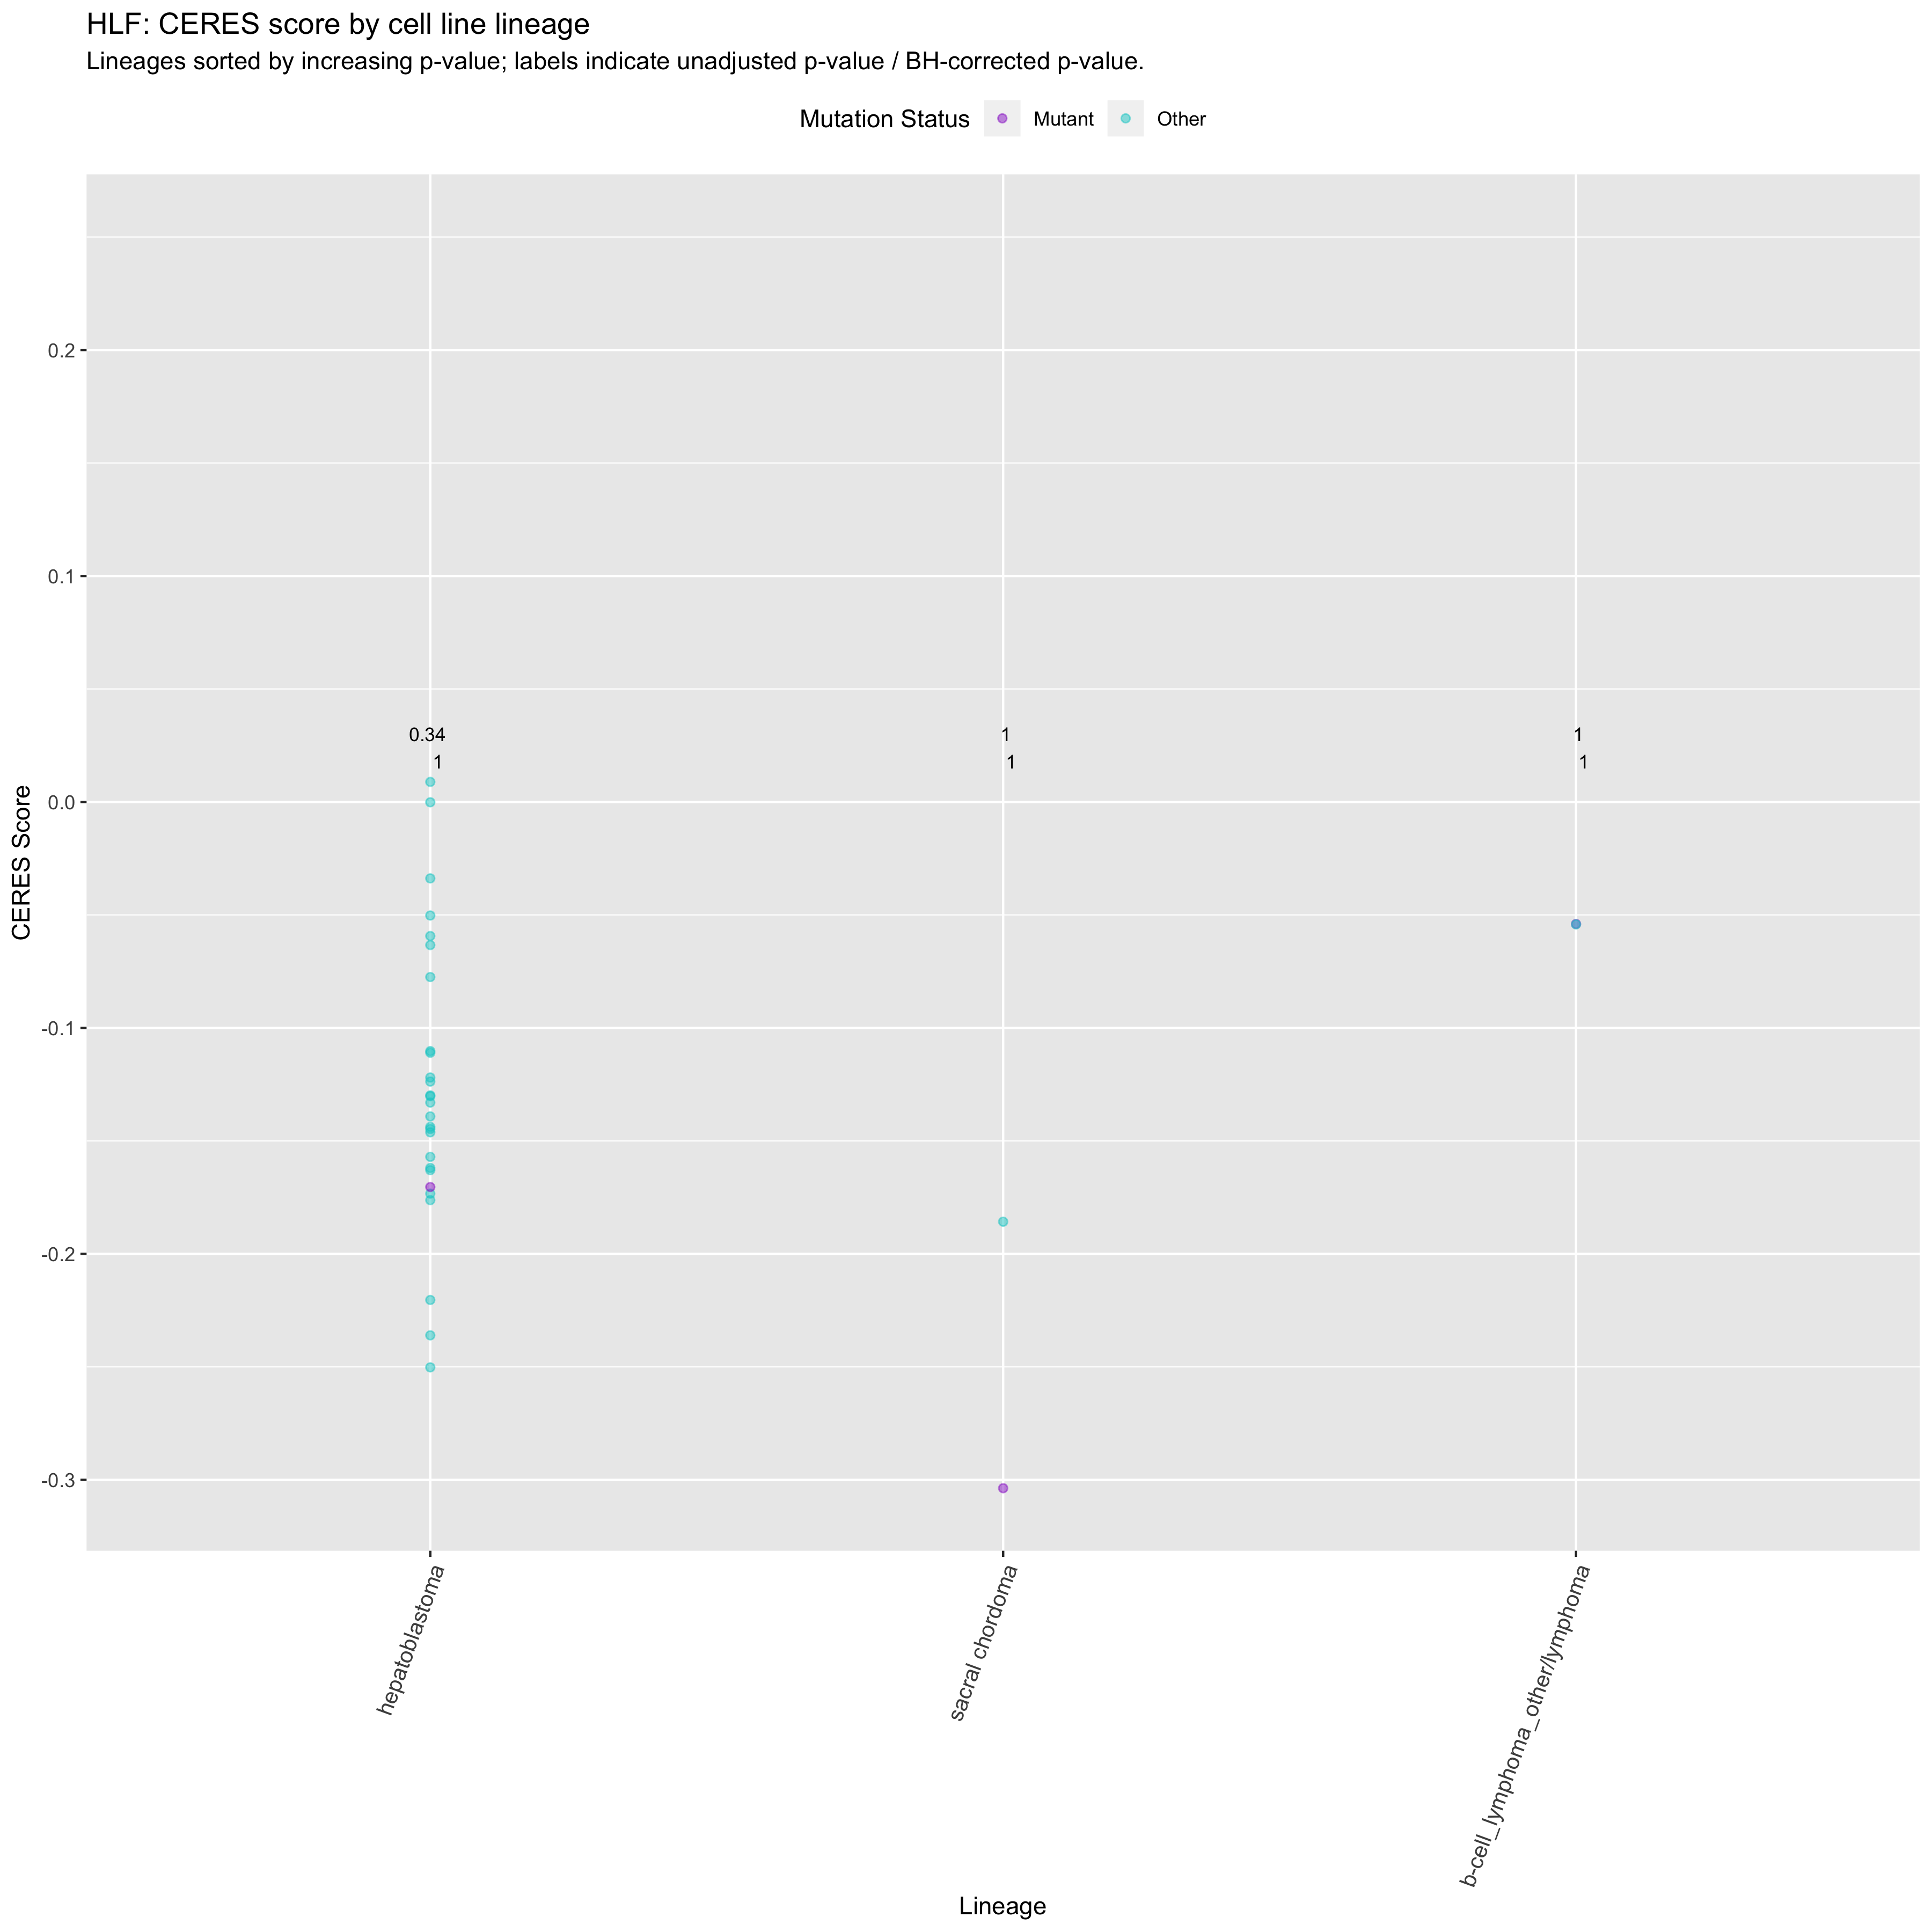 HLF: CERES score by cell line lineage
Lineages sorted by increasing p-value; labels indicate unadjusted p-value / BH-corrected p-value.
Mutation Status Mutant Other
CERES Score
0.2
0.1
0.0
-0.1
-0.2
-0.3
0.34
1
1
1
1
1
hepatoblastoma
sacral chordoma
b-cell_lymphoma_other/lymphoma
Lineage